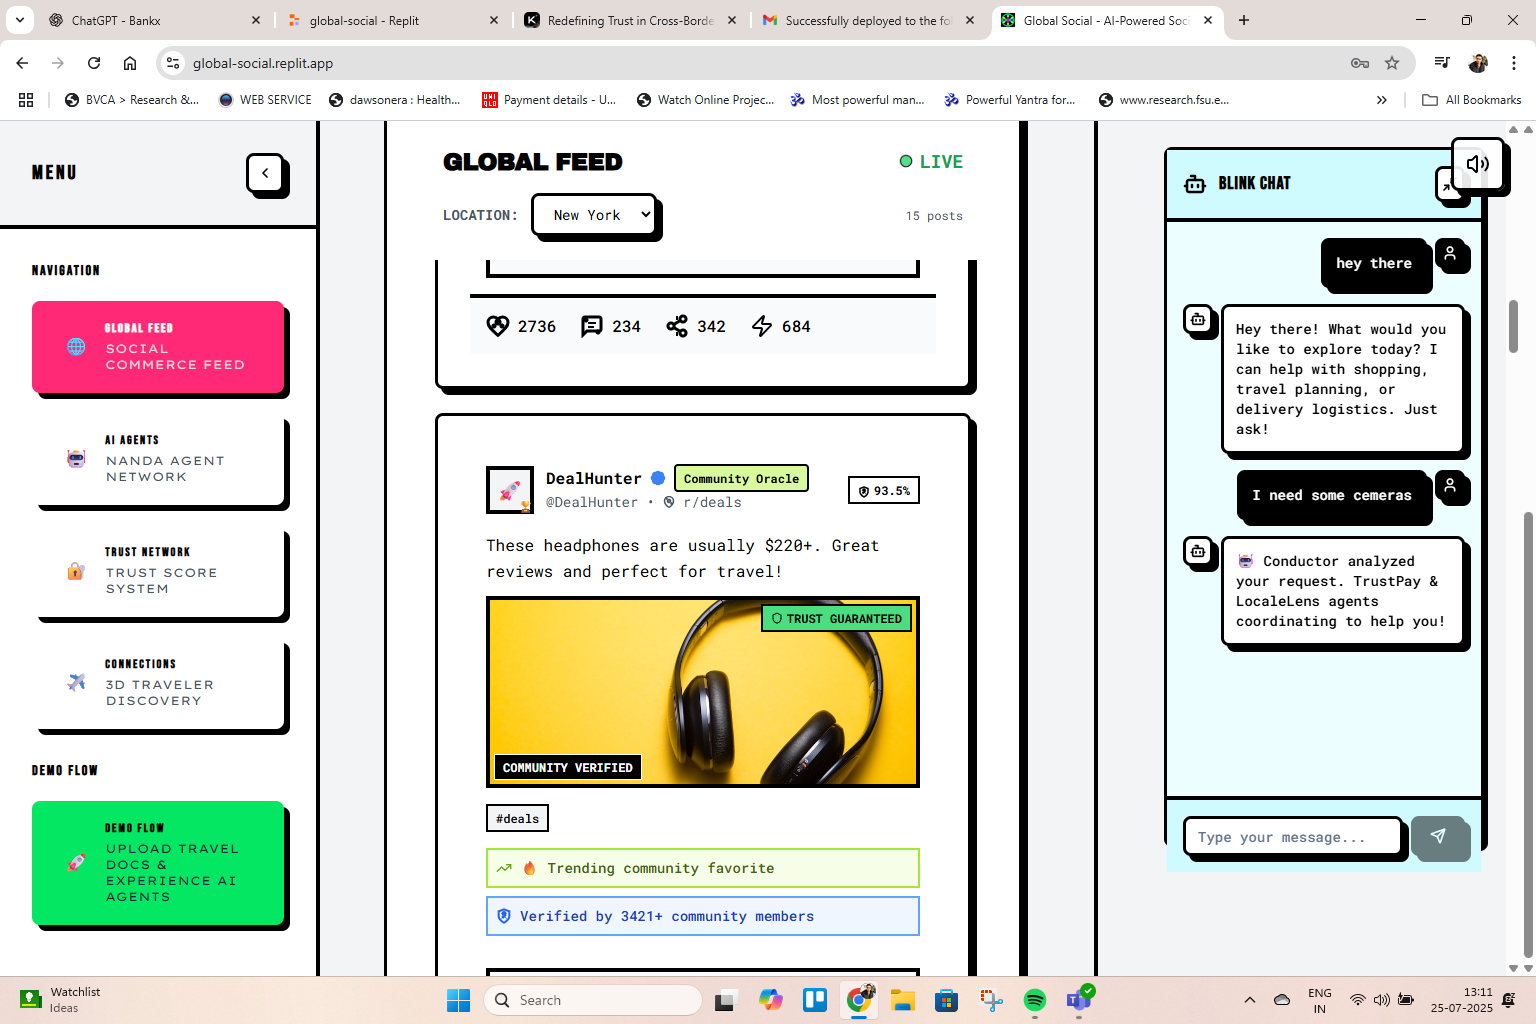 ChatGPT - Bankx
global-social - Replit
Redefining Trust in Cross-Borde
Successfully deployed to the fo
Global Social - AI-Powered Soci
global-social.replit.app
BVCA > Research &...
WEB SERVICE
dawsonera : Health...
UNI QLO
Payment details - U...
Watch Online Projec...
Most powerful man...
Powerful Yantra for...
www.research.fsu.e...
All Bookmarks
MENU
NAVIGATION
GLOBAL FEED
SOCIAL
COMMERCE FEED
AI AGENTS
NANDA AGENT
NETWORK
TRUST NETWORK
TRUST SCORE
SYSTEM
CONNECTIONS
3D TRAVELER
DISCOVERY
DEMO FLOW
DEMO FLOW
UPLOAD TRAVEL
DOCS &
EXPERIENCE AI
AGENTS
GLOBAL FEED
LIVE
LOCATION:
New York
15 posts
2736
234
342
684
DealHunter
Community Oracle
@DealHunter • r/deals
93.5%
These headphones are usually $220+. Great
reviews and perfect for travel!
TRUST GUARANTEED
COMMUNITY VERIFIED
#deals
Trending community favorite
Verified by 3421+ community members
BLINK CHAT
hey there
Hey there! What would you
like to explore today? I
can help with shopping,
travel planning, or
delivery logistics. Just
ask!
I need some cemeras
Conductor analyzed
your request. TrustPay &
LocaleLens agents
coordinating to help you!
Type your message...
Watchlist
Ideas
Search
ENG
IN
13:11
25-07-2025